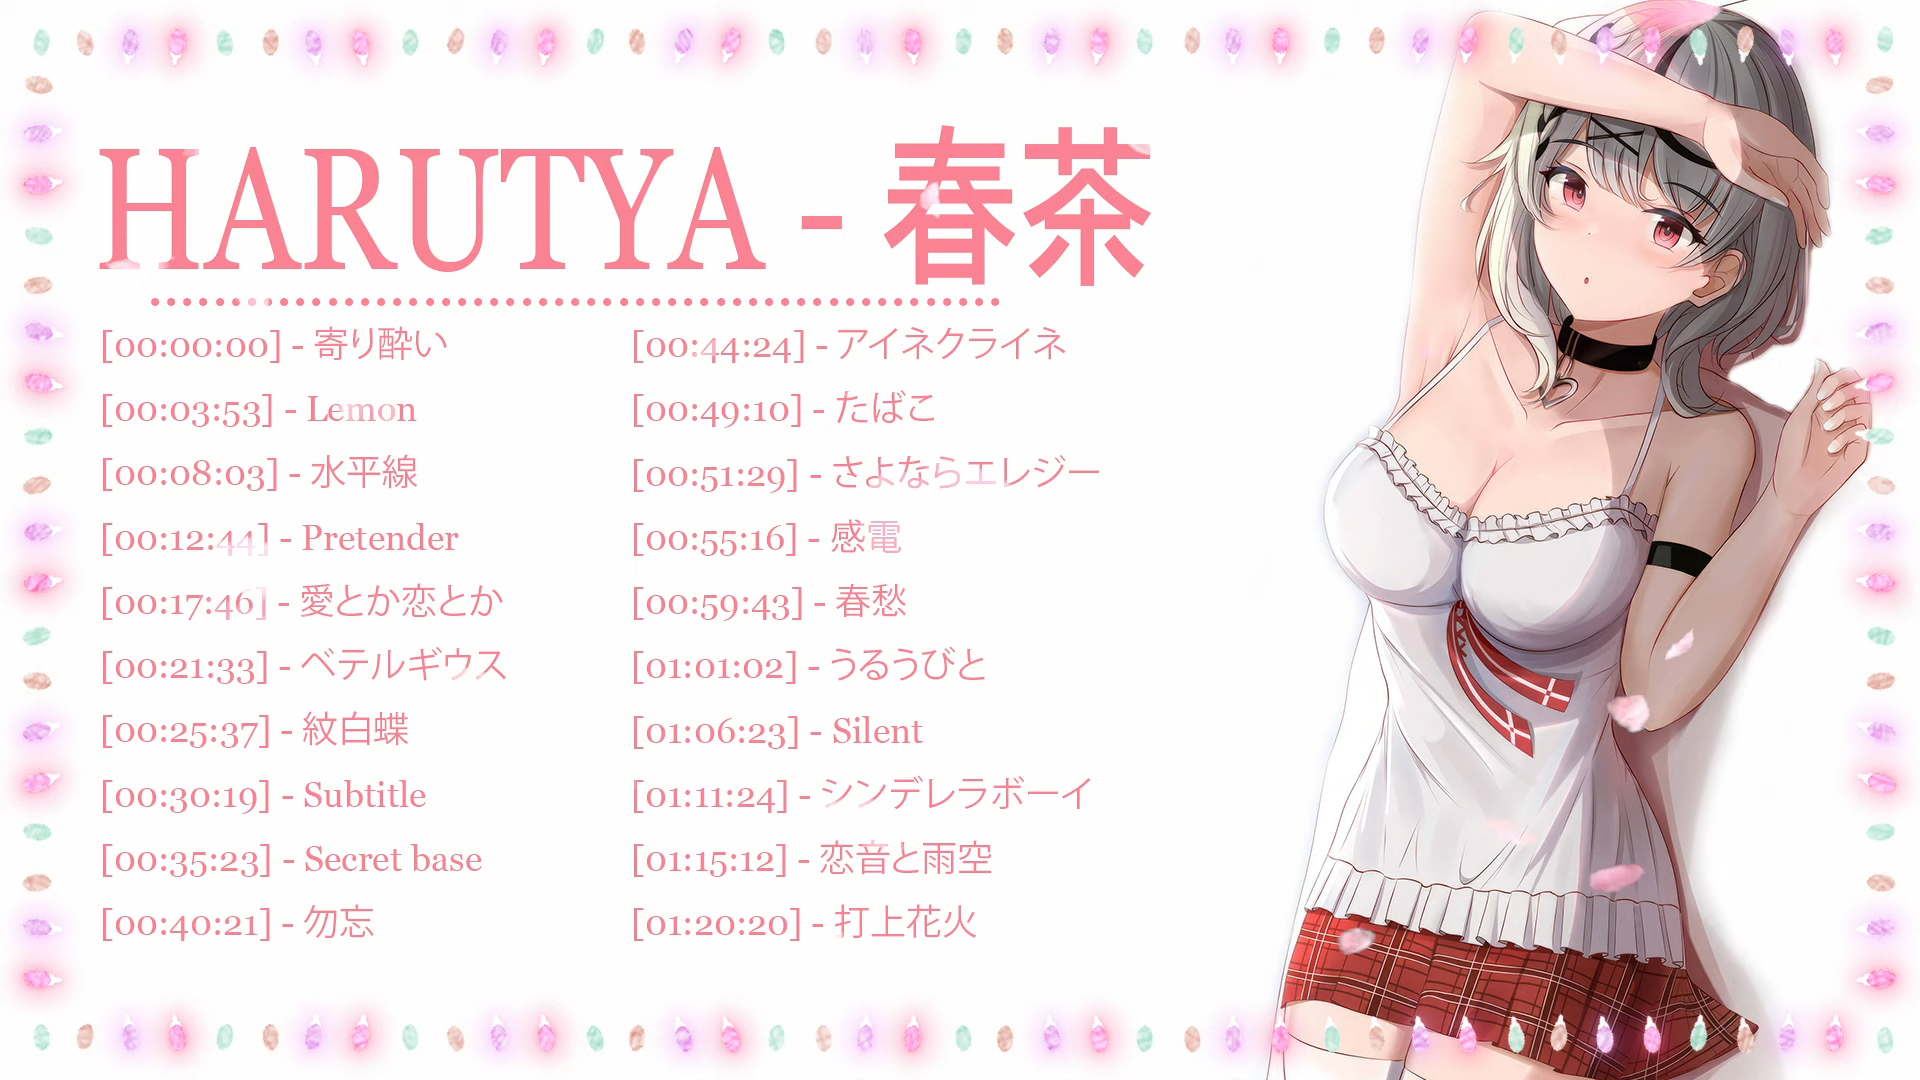 HARUTYA - 春茶
[00:00:00] - 寄り酔い
[00:03:53] - Lemon
[00:08:03] - 水平線
[00:12:44] - Pretender
[00:17:46] - 愛とか恋とか
[00:21:33] - ベテルギウス
[00:25:37] - 紋白蝶
[00:30:19] - Subtitle
[00:35:23] - Secret base
[00:40:21] - 勿忘
[00:44:24] - アイネクライネ
[00:49:10] - たばこ
[00:51:29] - さよならエレジー
[00:55:16] - 感電
[00:59:43] - 春愁
[01:01:02] - うるうびと
[01:06:23] - Silent
[01:11:24] - シンデレラボーイ
[01:15:12] - 恋音と雨空
[01:20:20] - 打上花火